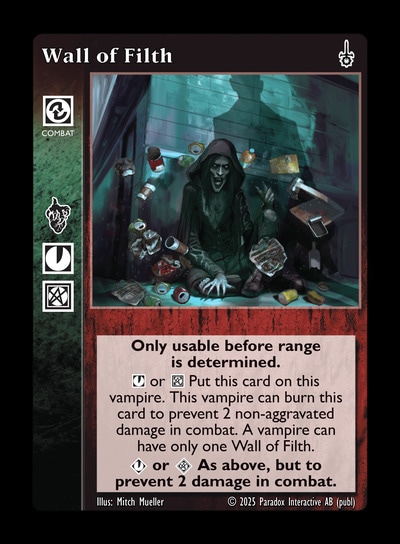 Wall of Filth
COMBAT
Only usable before range
is determined.
or Put this card on this
vampire. This vampire can burn this
card to prevent 2 non-aggravated
damage in combat. A vampire can
have only one Wall of Filth.
or As above, but to
prevent 2 damage in combat.
Illus: Mitch Mueller © 2025 Paradox Interactive AB (publ)